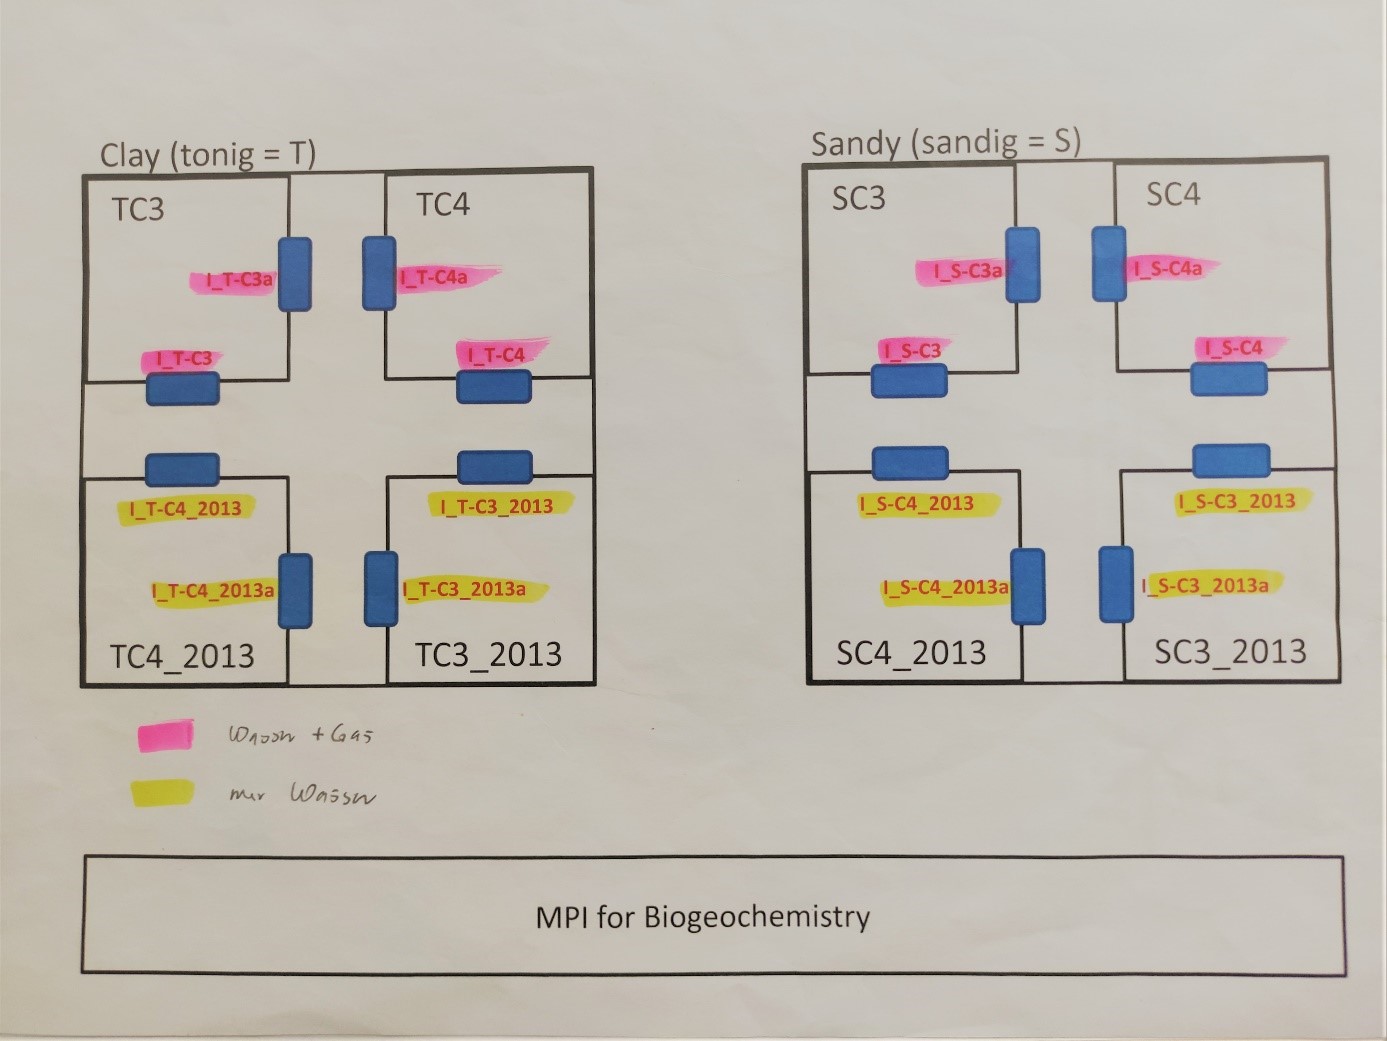 Clay (tonig = T)
TC3
TC4
I_T-C3a
I_T-C4a
I_T-C3
I_T-C4
I_T-C4_2013
I_T-C3_2013
I_T-C4_2013a
I_T-C3_2013a
TC4_2013
TC3_2013
Sandy (sandig = S)
SC3
SC4
I_S-C3a
I_S-C4a
I_S-C3
I_S-C4
I_S-C4_2013
I_S-C3_2013
I_S-C4_2013a
I_S-C3_2013a
SC4_2013
SC3_2013
Wasser + Gas
nur Wasser
MPI for Biogeochemistry